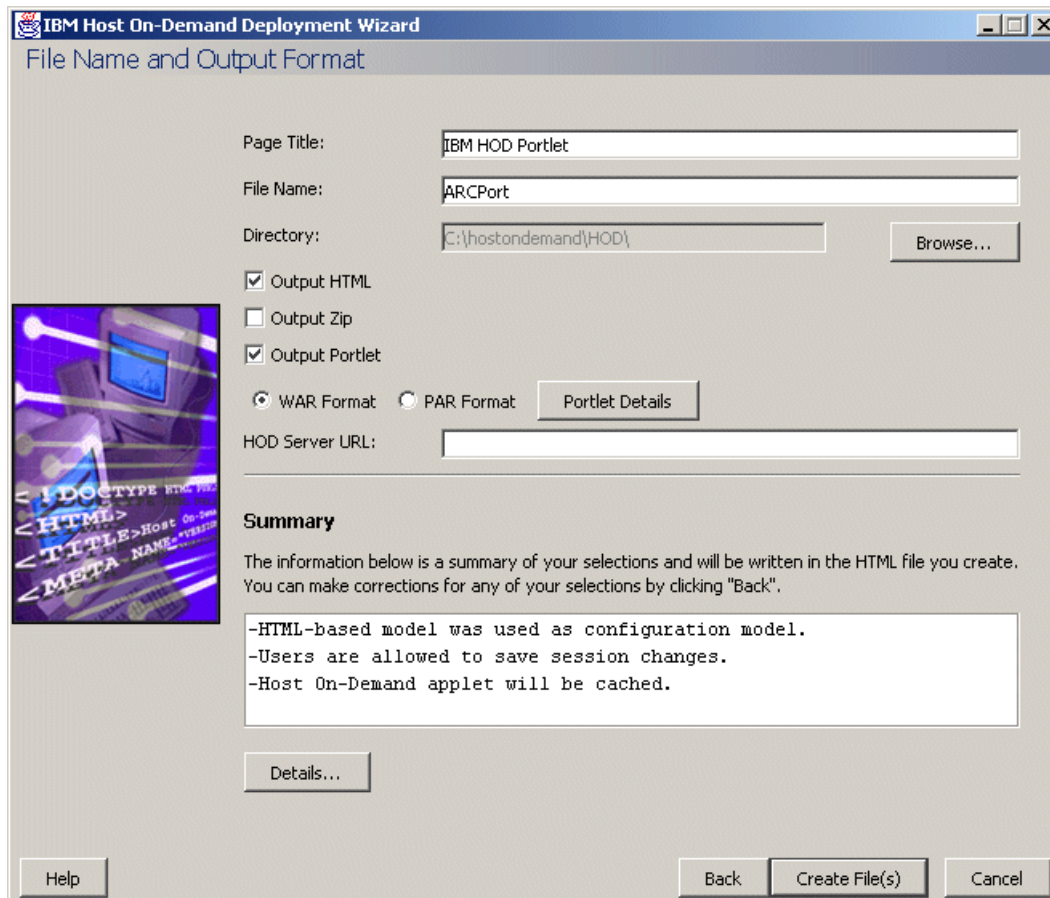 IBM Host On-Demand Deployment Wizard
File Name and Output Format
Page Title: IBM HOD Portlet
File Name: ARCPort
Directory: C:\hostondemand\HOD\ Browse...
Output HTML
Output Zip
Output Portlet
WAR Format PAR Format Portlet Details
HOD Server URL:
<!DOCTYPE HTML
<HTML>
<TITLE>Host On-Dema
<META NAME="VERSION
Summary
The information below is a summary of your selections and will be written in the HTML file you create.
You can make corrections for any of your selections by clicking "Back".
-HTML-based model was used as configuration model.
-Users are allowed to save session changes.
-Host On-Demand applet will be cached.
Details...
Help Back Create File(s) Cancel